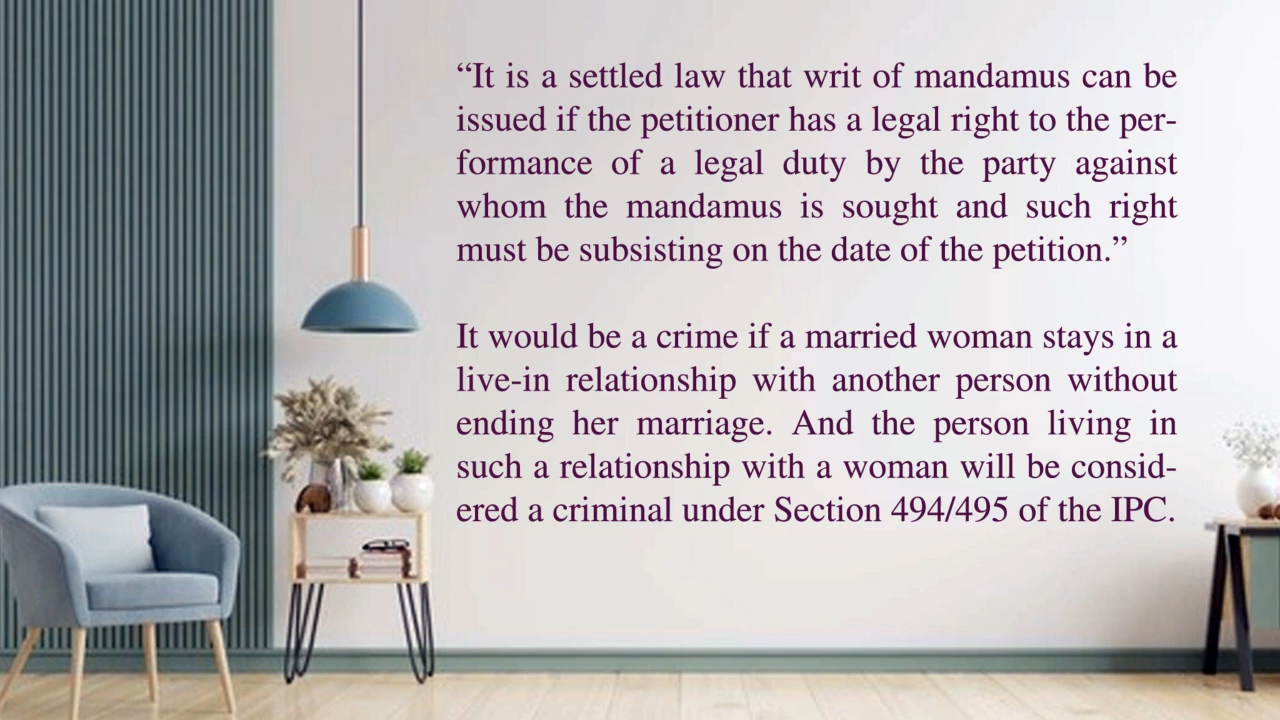 “It is a settled law that writ of mandamus can be
issued if the petitioner has a legal right to the per-
formance of a legal duty by the party against
whom the mandamus is sought and such right
must be subsisting on the date of the petition.”
It would be a crime if a married woman stays in a
live-in relationship with another person without
ending her marriage. And the person living in
such a relationship with a woman will be consid-
ered a criminal under Section 494/495 of the IPC.